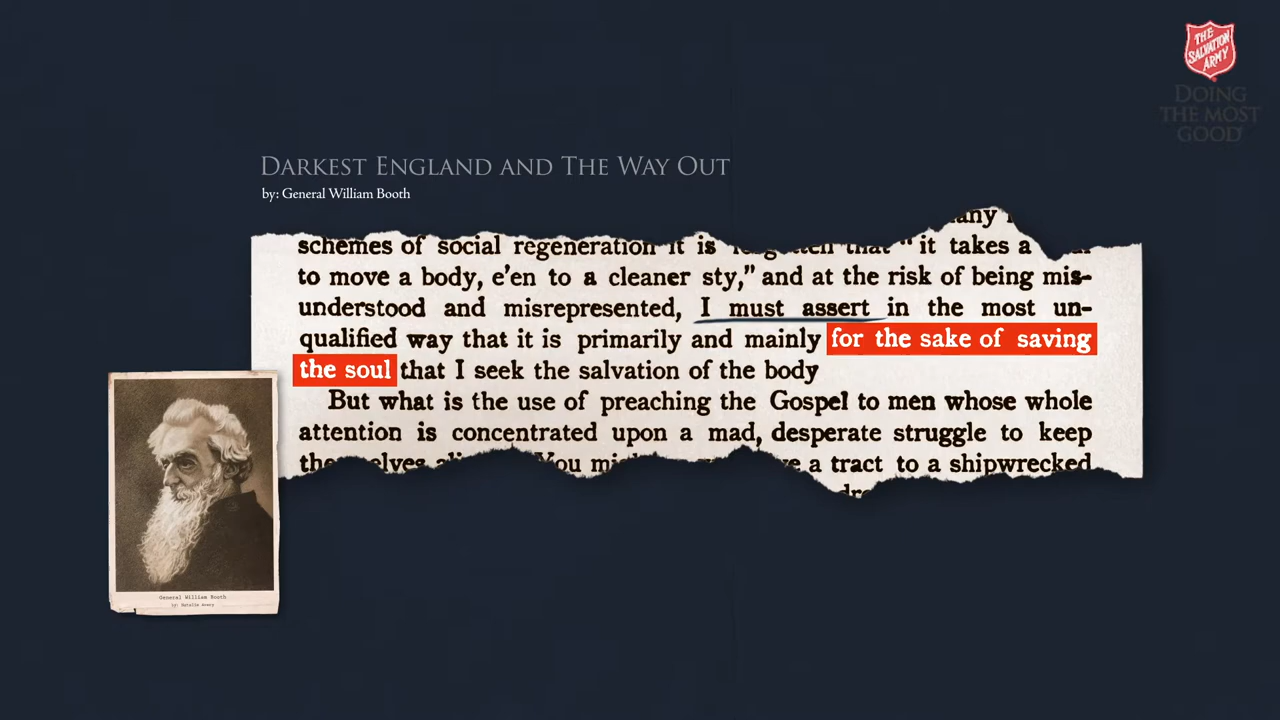 THE
SALVATION
ARMY
DOING
THE MOST
GOOD
DARKEST ENGLAND AND THE WAY OUT
by: General William Booth
any
schemes of social regeneration it is that “ it takes a
to move a body, e’en to a cleaner sty,” and at the risk of being mis-
understood and misrepresented, I must assert in the most un-
qualified way that it is primarily and mainly for the sake of saving
the soul that I seek the salvation of the body
But what is the use of preaching the Gospel to men whose whole
attention is concentrated upon a mad, desperate struggle to keep
You a tract to a shipwrecked
General William Booth
by: Natalie Avery